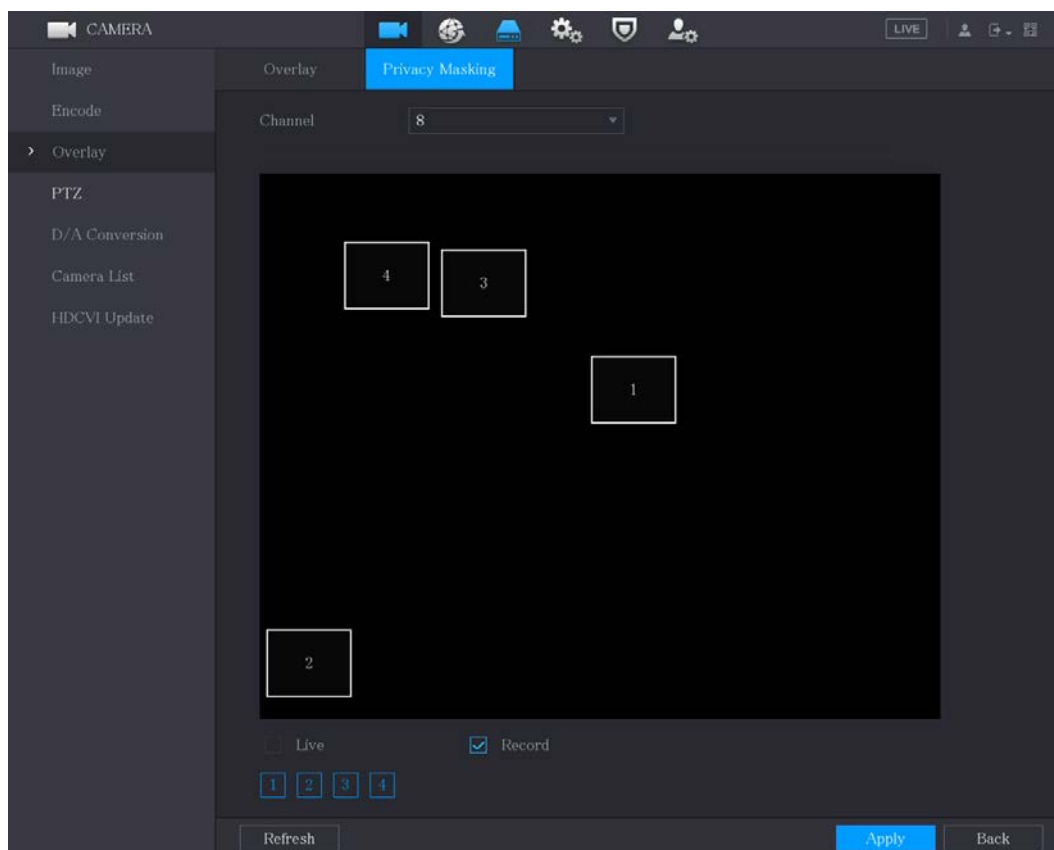 CAMERA LIVE
Image Overlay Privacy Masking
Encode
Channel 8
Overlay
PTZ
D/A Conversion
Camera List
HDCVI Update
4
3
1
2
Live Record
1 2 3 4
Refresh Apply Back